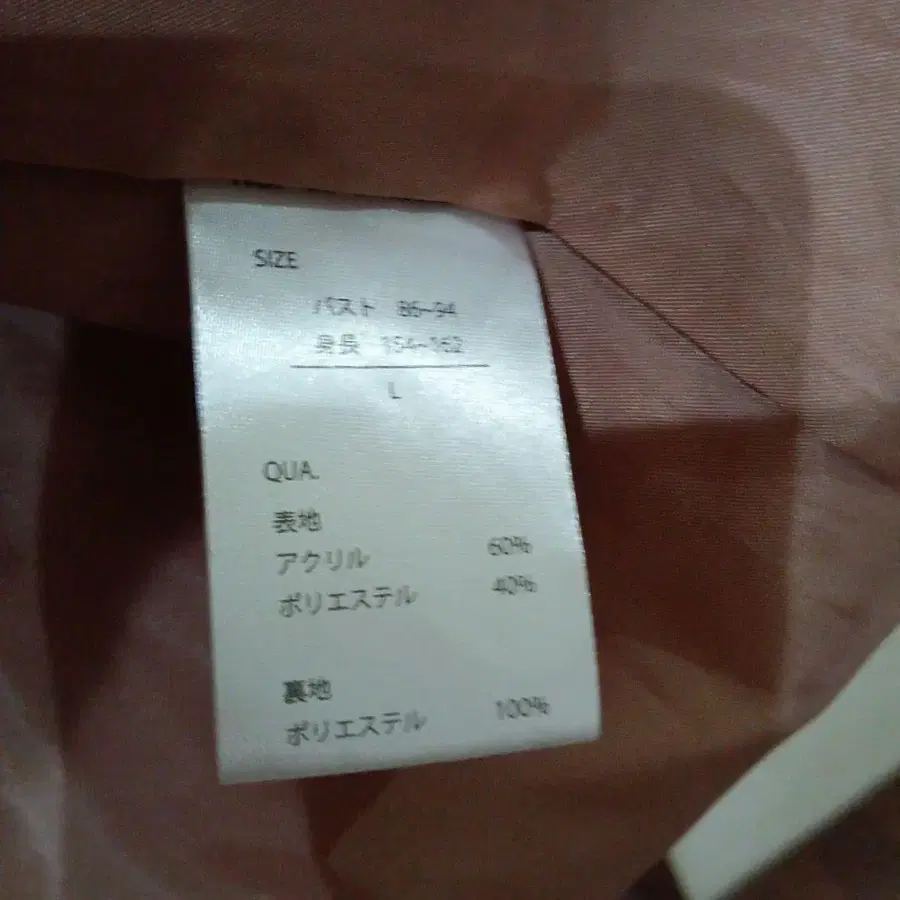 SIZE
バスト 86~94
身長 154~162
L
QUA.
表地
アクリル 60%
ポリエステル 40%
裏地
ポリエステル 100%